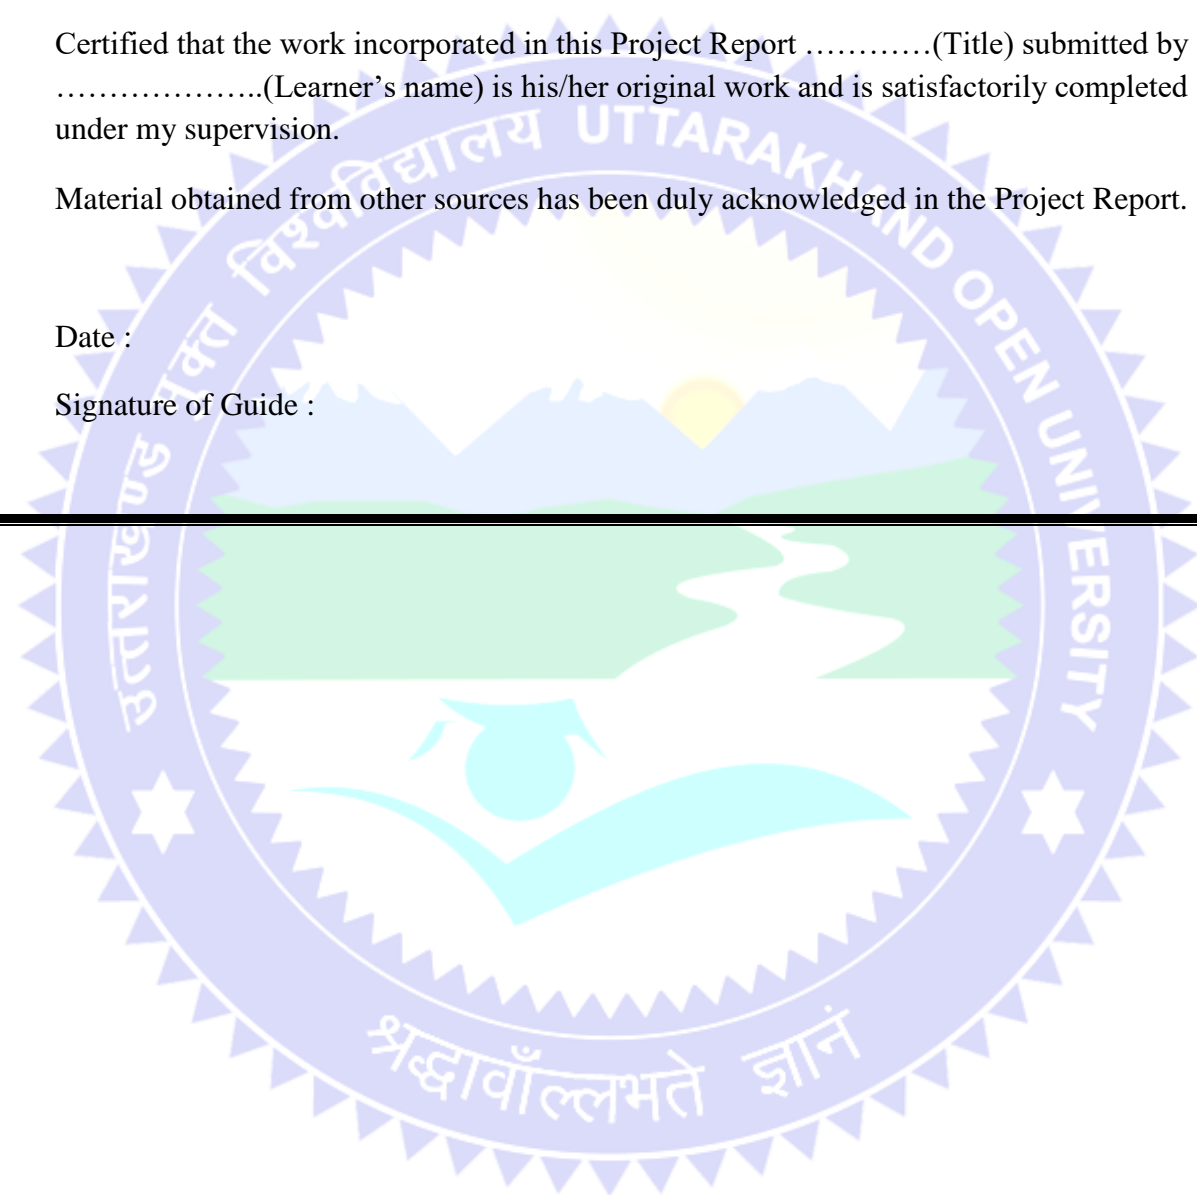 Certified that the work incorporated in this Project Report …………(Title) submitted by
………………..(Learner’s name) is his/her original work and is satisfactorily completed
under my supervision.
Material obtained from other sources has been duly acknowledged in the Project Report.
Date :
Signature of Guide :
उत्तराखण्ड मुक्त विश्वविद्यालय UTTARAKHAND OPEN UNIVERSITY
श्रद्धावाँल्लभते ज्ञानं